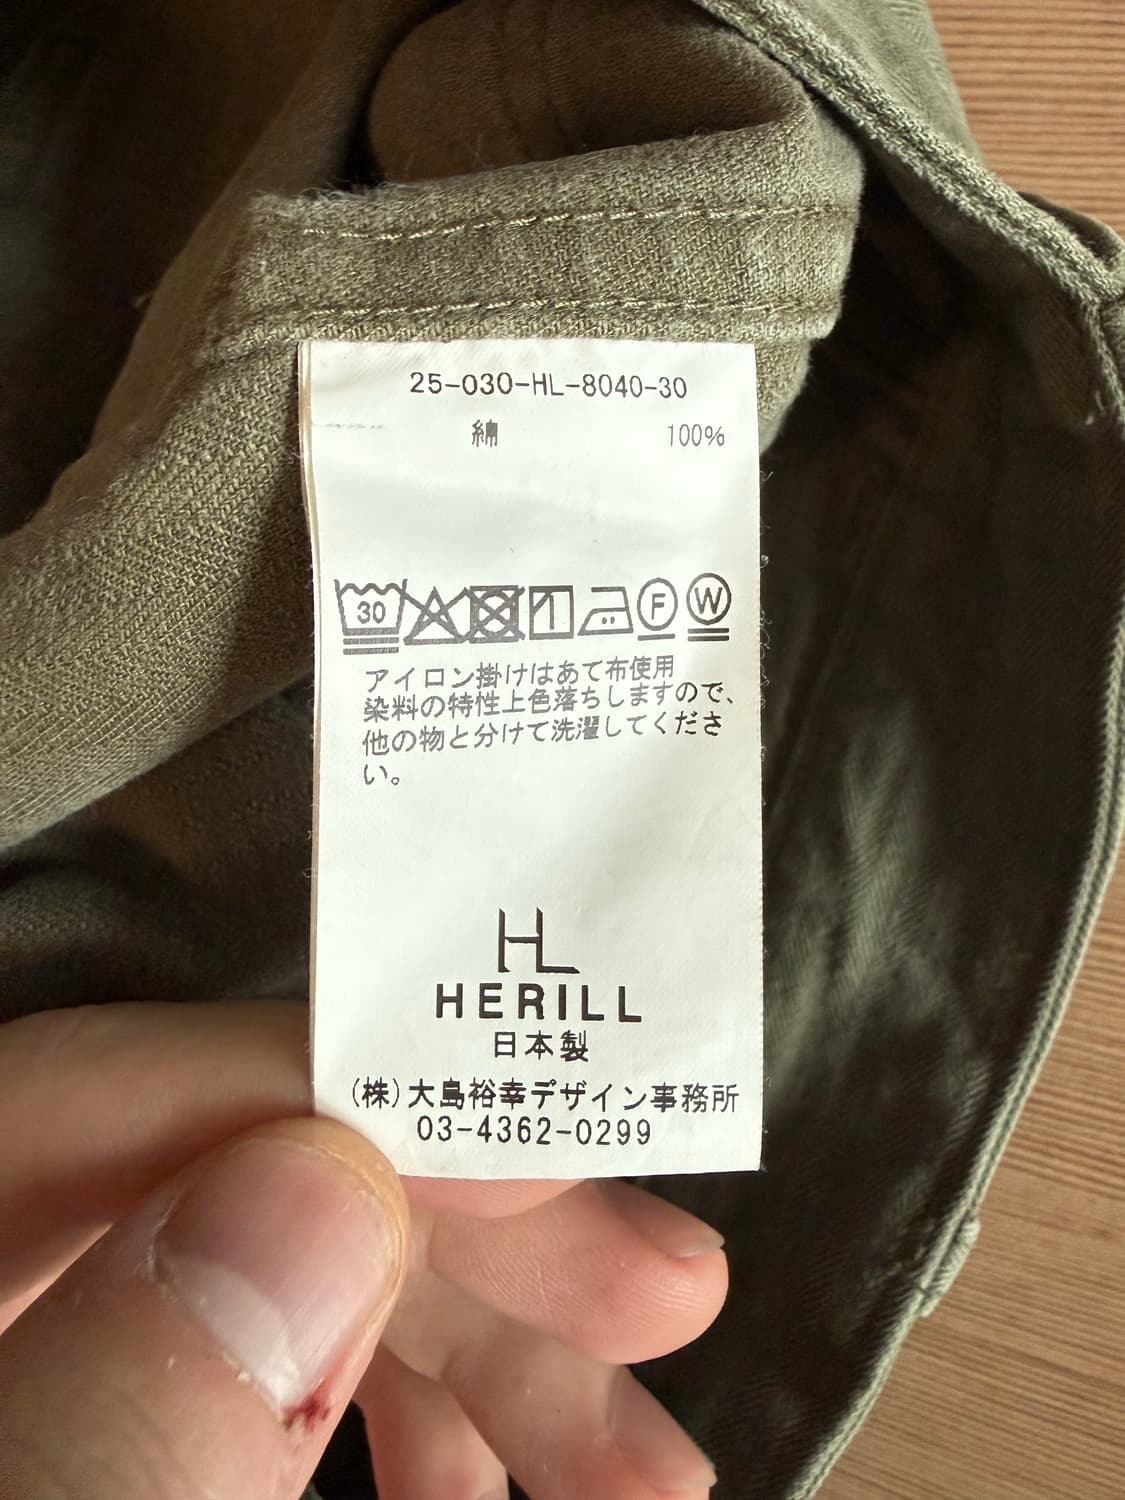 25-030-HL-8040-30
綿 100%
30 F W
アイロン掛けはあて布使用
染料の特性上色落ちしますので、
他の物と分けて洗濯してくださ
い。
HL
HERILL
日本製
(株)大島裕幸デザイン事務所
03-4362-0299